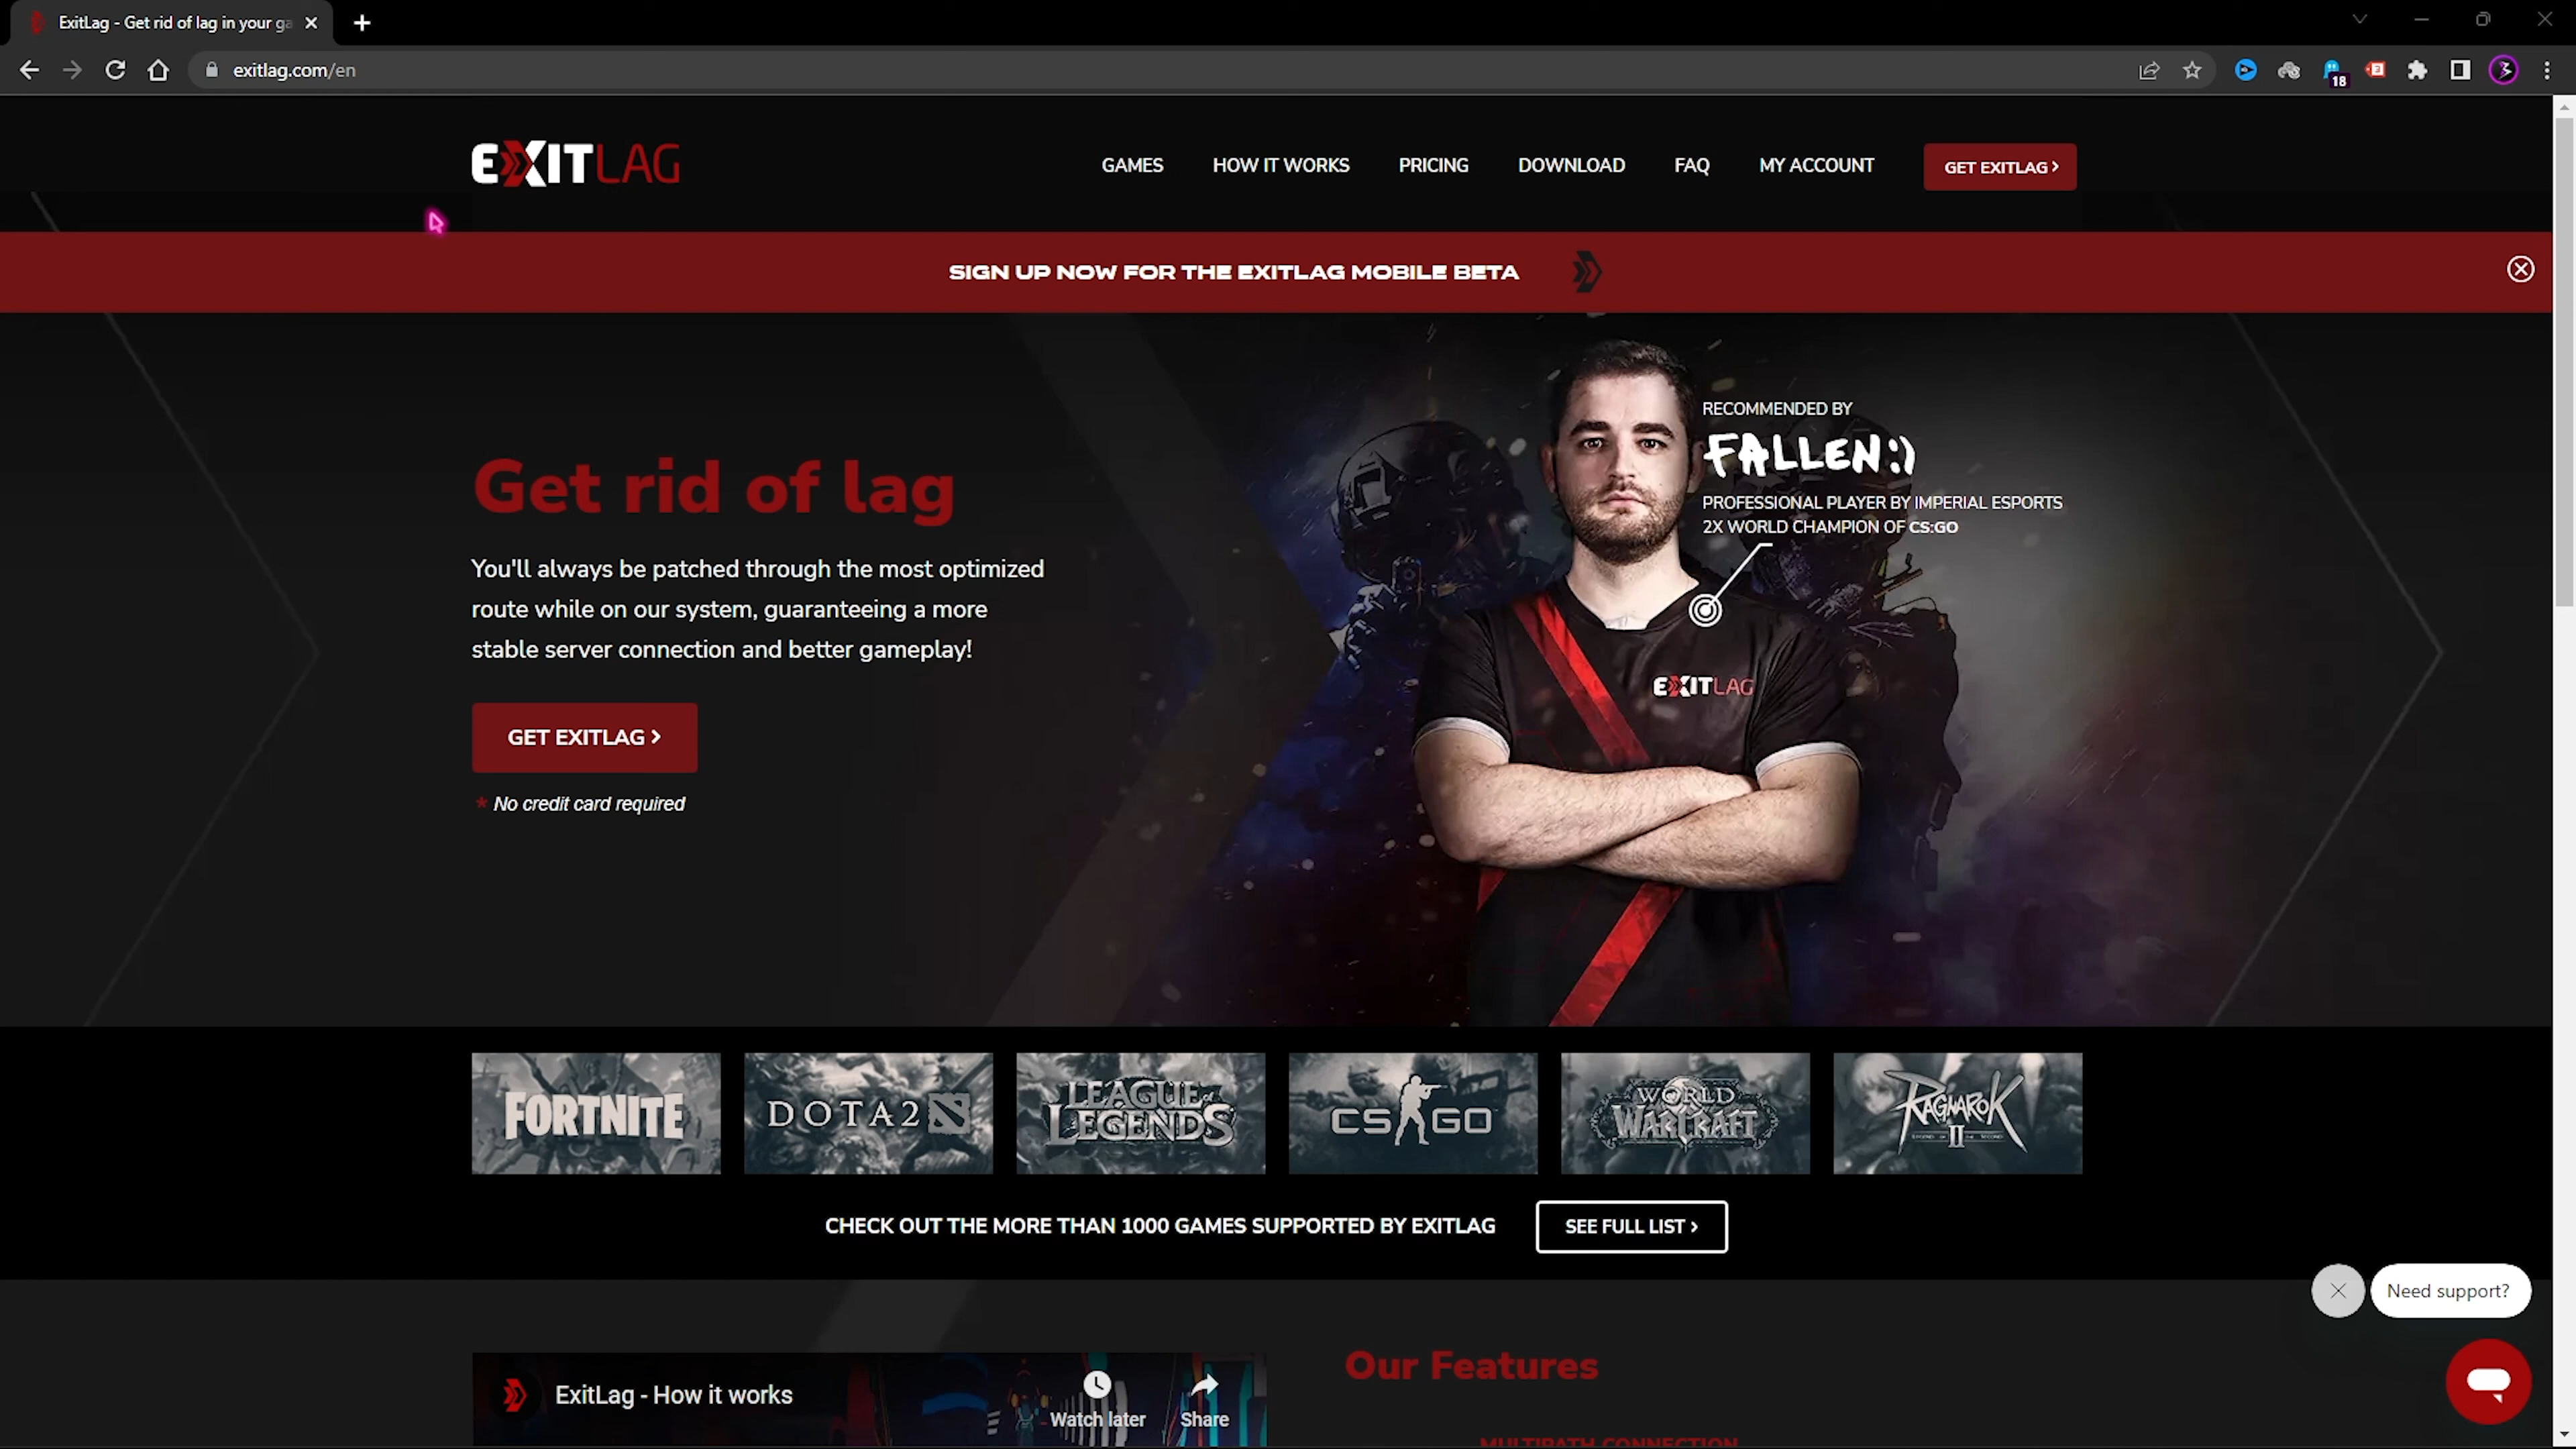 ExitLag - Get rid of lag in your ga
exitlag.com/en
18
EXITLAG
GAMES
HOW IT WORKS
PRICING
DOWNLOAD
FAQ
MY ACCOUNT
GET EXITLAG >
SIGN UP NOW FOR THE EXITLAG MOBILE BETA
RECOMMENDED BY
FALLEN:)
PROFESSIONAL PLAYER BY IMPERIAL ESPORTS
2X WORLD CHAMPION OF CS:GO
Get rid of lag
You'll always be patched through the most optimized
route while on our system, guaranteeing a more
stable server connection and better gameplay!
EXITLAG
GET EXITLAG >
* No credit card required
FORTNITE
DOTA 2
LEAGUE of
LEGENDS
CS GO
WORLD
WARCRAFT
RAGNAROK
II
CHECK OUT THE MORE THAN 1000 GAMES SUPPORTED BY EXITLAG
SEE FULL LIST >
Need support?
ExitLag - How it works
Watch later
Share
Our Features
MULTIPATH CONNECTION